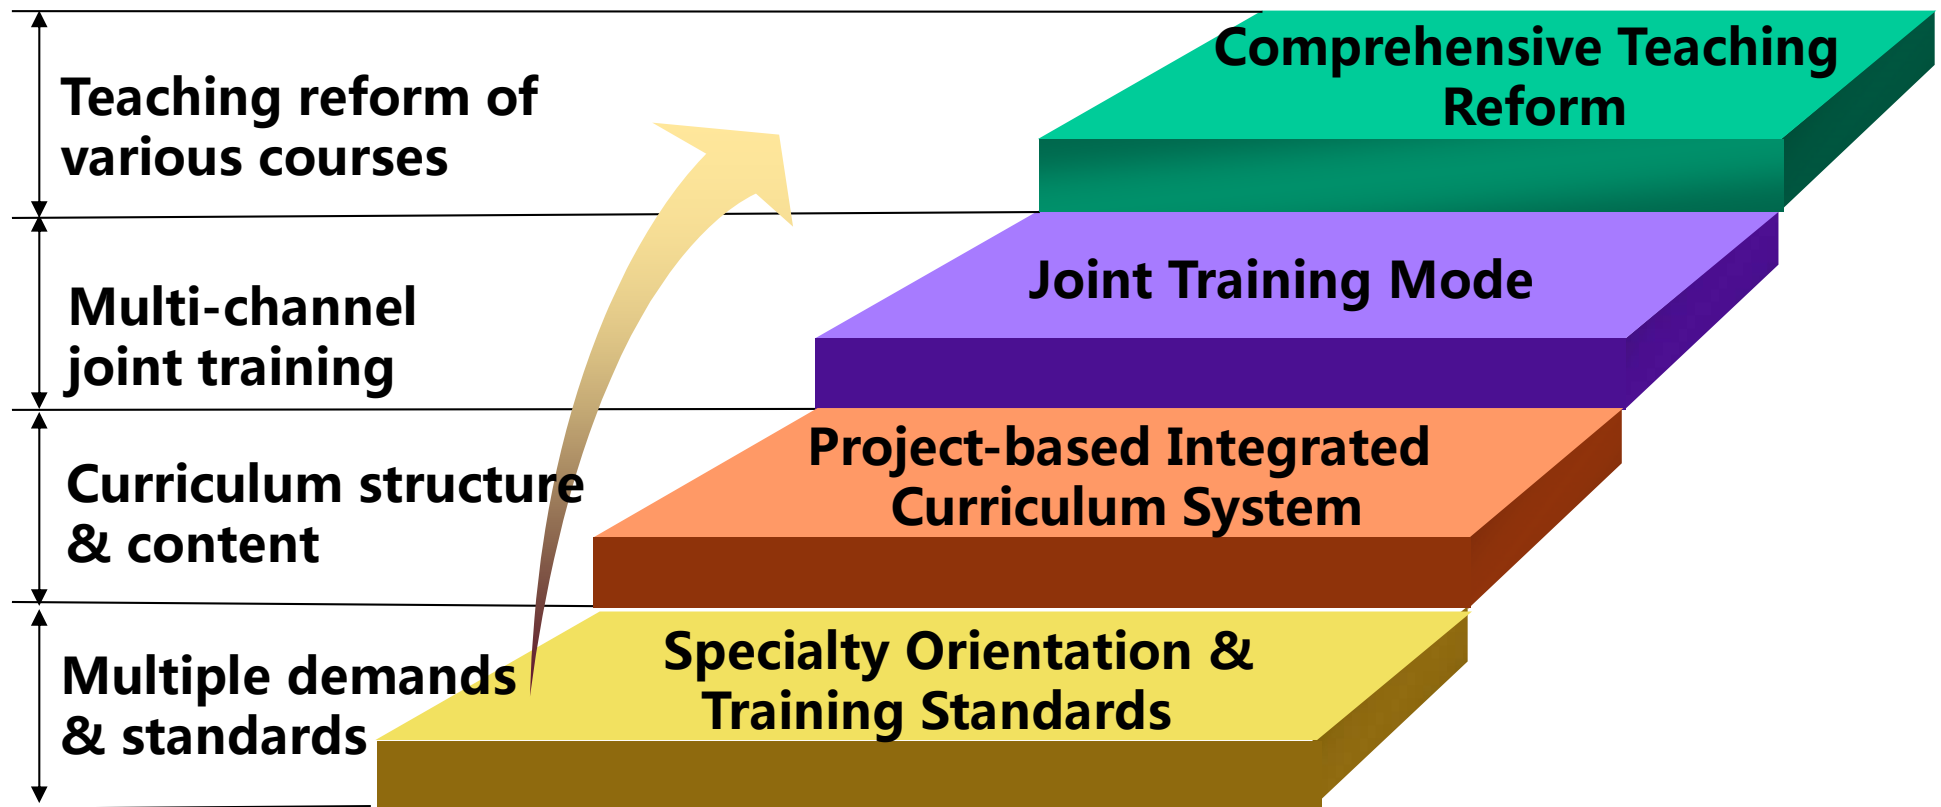 Comprehensive Teaching
Reform
Teaching reform of
various courses
Joint Training Mode
Multi-channel
joint training
Project-based Integrated
Curriculum System
Curriculum structure
& content
Specialty Orientation &
Training Standards
Multiple demands
& standards